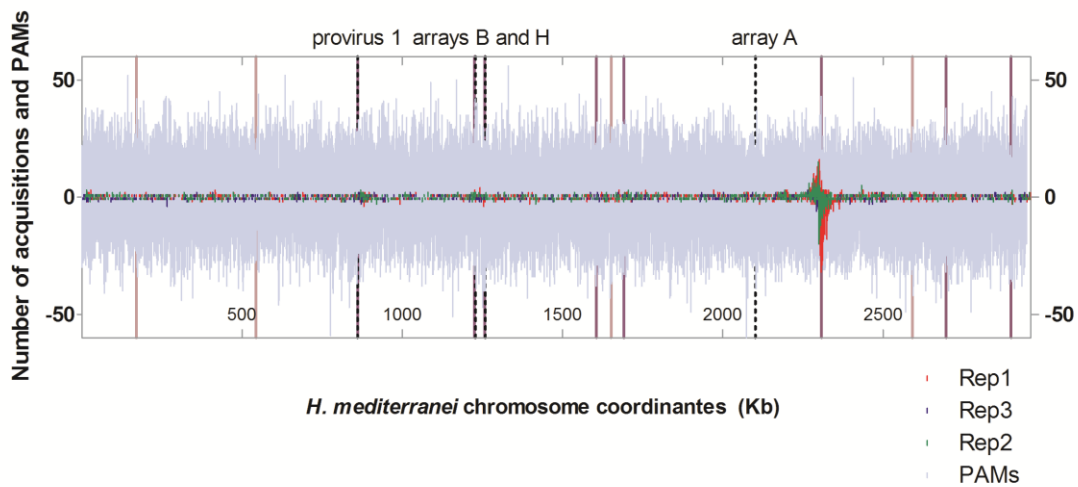 provirus 1 arrays B and H array A
Number of acquisitions and PAMs
50 50
0 0
-50 -50
500 1000 1500 2000 2500
H. mediterranei chromosome coordinantes (Kb)
Rep1
Rep3
Rep2
PAMs